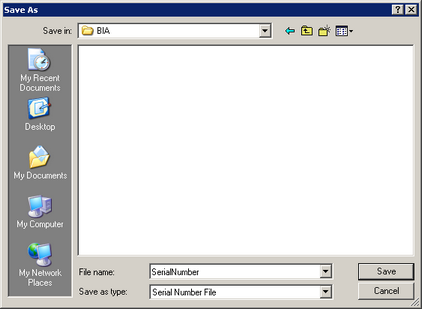 Save As
Save in:
BIA
My Recent
Documents
Desktop
My Documents
My Computer
My Network
Places
File name:
SerialNumber
Save
Save as type:
Serial Number File
Cancel